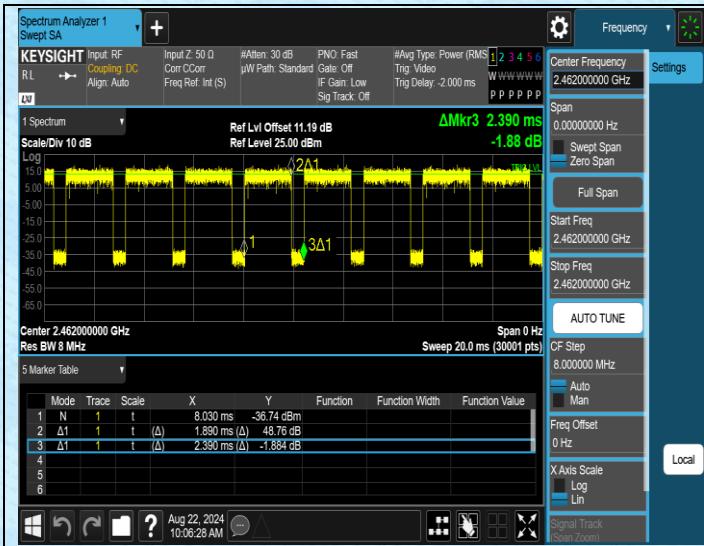 Spectrum Analyzer 1
Swept SA
Frequency
KEYSIGHT
RL
LXI
Input: RF
Coupling: DC
Align: Auto
Input Z: 50 Ω
Corr CCorr
Freq Ref: Int (S)
#Atten: 30 dB
µW Path: Standard
PNO: Fast
Gate: Off
IF Gain: Low
Sig Track: Off
#Avg Type: Power (RMS
Trig: Video
Trig Delay: -2.000 ms
1 2 3 4 5 6
W W W W W W
P P P P P P
1 Spectrum
Scale/Div 10 dB
Ref Lvl Offset 11.19 dB
Ref Level 25.00 dBm
ΔMkr3 2.390 ms
-1.88 dB
Log
15.0
5.00
-5.00
-15.0
-25.0
-35.0
-45.0
-55.0
-65.0
2Δ1
TRIG LVL
1
3Δ1
Center 2.462000000 GHz
Res BW 8 MHz
Span 0 Hz
Sweep 20.0 ms (30001 pts)
5 Marker Table
Mode Trace Scale X Y Function Function Width Function Value
1 N 1 t 8.030 ms -36.74 dBm
2 Δ1 1 t (Δ) 1.890 ms (Δ) 48.76 dB
3 Δ1 1 t (Δ) 2.390 ms (Δ) -1.884 dB
4
5
6
?
Aug 22, 2024
10:06:28 AM
Center Frequency
2.462000000 GHz
Span
0.00000000 Hz
Swept Span
Zero Span
Full Span
Start Freq
2.462000000 GHz
Stop Freq
2.462000000 GHz
AUTO TUNE
CF Step
8.000000 MHz
Auto
Man
Freq Offset
0 Hz
X Axis Scale
Log
Lin
Signal Track
(Span Zoom)
Settings
Local